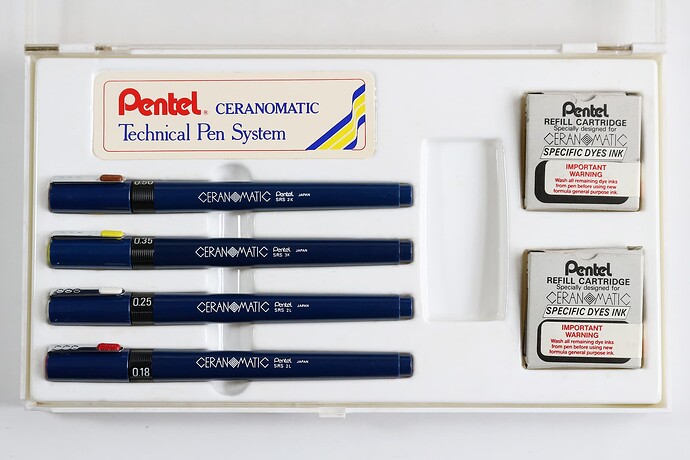 Pentel® CERANOMATIC
Technical Pen System
0.50 CERANOMATIC Pentel JAPAN
SRS 2K
0.35 CERANOMATIC Pentel JAPAN
SRS 3K
0.25 CERANOMATIC Pentel JAPAN
SRS 2L
0.18 CERANOMATIC Pentel JAPAN
SRS 2L
Pentel
REFILL CARTRIDGE
Specially designed for
CERANOMATIC
SPECIFIC DYES INK
IMPORTANT
WARNING
Wash all remaining dye inks
from pen before using new
formula general purpose ink.
Pentel
REFILL CARTRIDGE
Specially designed for
CERANOMATIC
SPECIFIC DYES INK
IMPORTANT
WARNING
Wash all remaining dye inks
from pen before using new
formula general purpose ink.